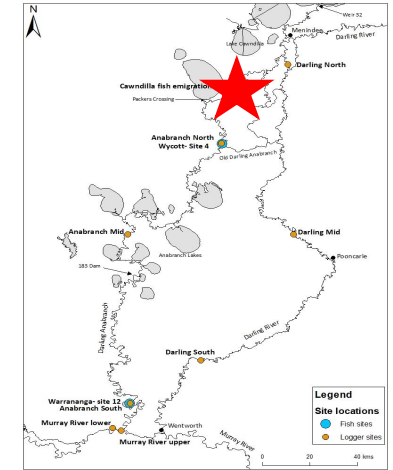 N
Weir 32
Menindee
Darling River
Lake Cawndilla
Darling North
Cawndilla fish emigration
Packers Crossing
Anabranch North
Wycott- Site 4
Old Darling Anabranch
Anabranch Mid
Darling Mid
Anabranch Lakes
Pooncarie
183 Dam
Darling Anabranch
Darling River
Darling South
Warrananga- site 12
Anabranch South
Murray River lower
Wentworth
Murray River upper
Murray River
Legend
Site locations
Fish sites
Logger sites
0 20 40 kms